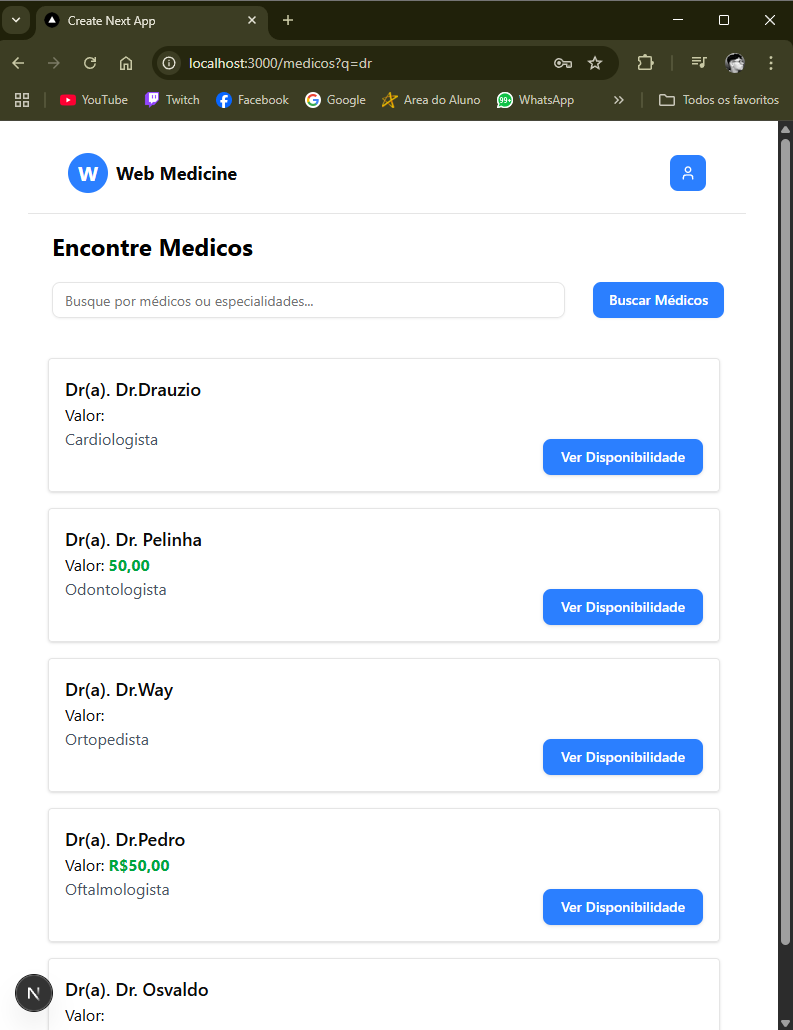 Create Next App
localhost:3000/medicos?q=dr
YouTube Twitch Facebook Google Area do Aluno 99+ WhatsApp Todos os favoritos
W Web Medicine
Encontre Medicos
Busque por médicos ou especialidades... Buscar Médicos
Dr(a). Dr.Drauzio
Valor:
Cardiologista
Ver Disponibilidade
Dr(a). Dr. Pelinha
Valor: 50,00
Odontologista
Ver Disponibilidade
Dr(a). Dr.Way
Valor:
Ortopedista
Ver Disponibilidade
Dr(a). Dr.Pedro
Valor: R$50,00
Oftalmologista
Ver Disponibilidade
N Dr(a). Dr. Osvaldo
Valor: